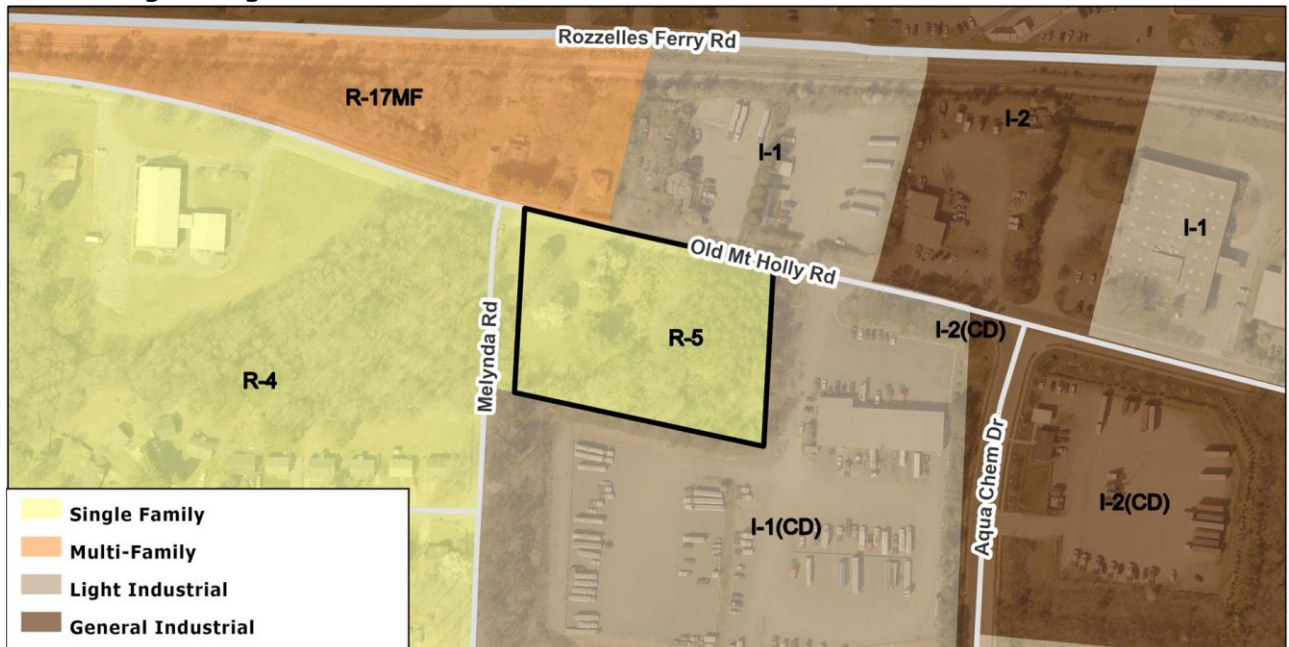 Rozzelles Ferry Rd
R-17MF
I-2
I-1
I-1
Old Mt Holly Rd
I-2(CD)
R-5
R-4
Melynda Rd
Aqua Chem Dr
I-2(CD)
I-1(CD)
Single Family
Multi-Family
Light Industrial
General Industrial